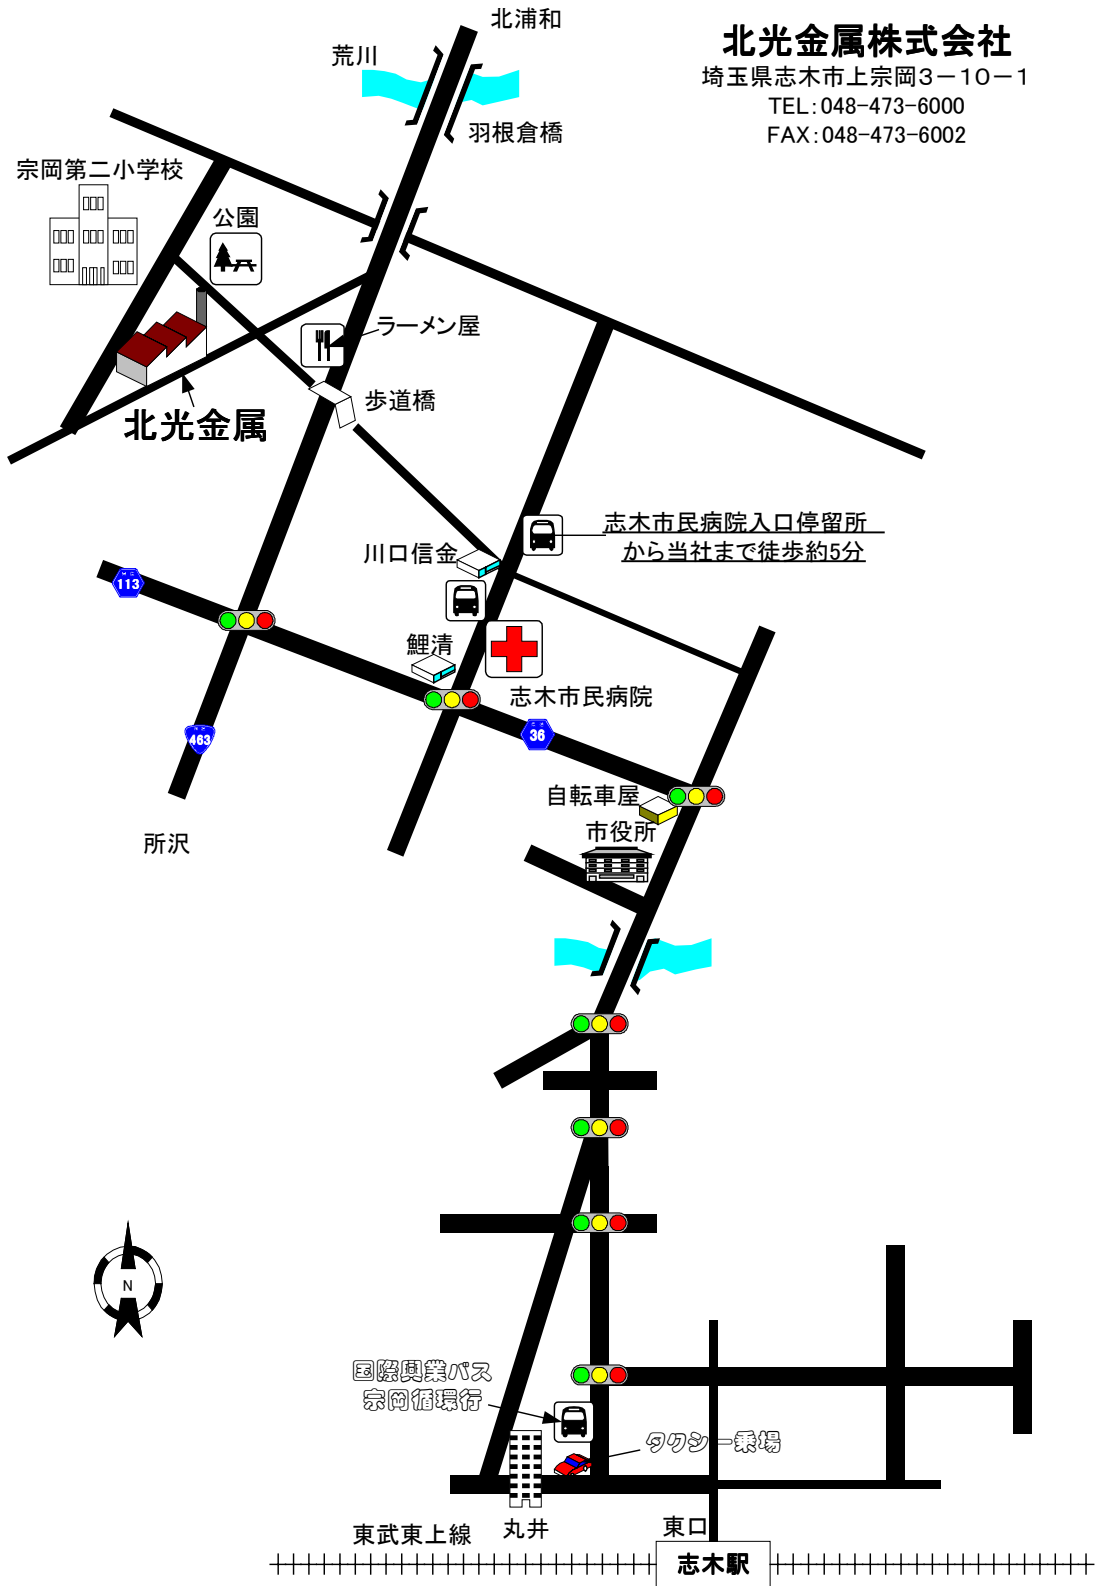 北浦和
北光金属株式会社
荒川
埼玉県志木市上宗岡3-10-1
TEL:048-473-6000
FAX:048-473-6002
羽根倉橋
宗岡第二小学校
公園
ラーメン屋
歩道橋
北光金属
志木市民病院入口停留所
から当社まで徒歩約5分
川口信金
113
鯉清
志木市民病院
463
36
自転車屋
市役所
所沢
N
国際興業バス
宗岡循環行
タクシー乗場
丸井
東口
東武東上線
志木駅